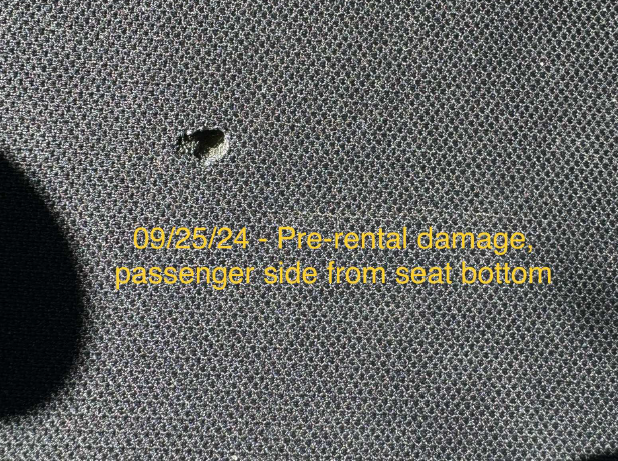 09/25/24 - Pre-rental damage,
passenger side from seat bottom